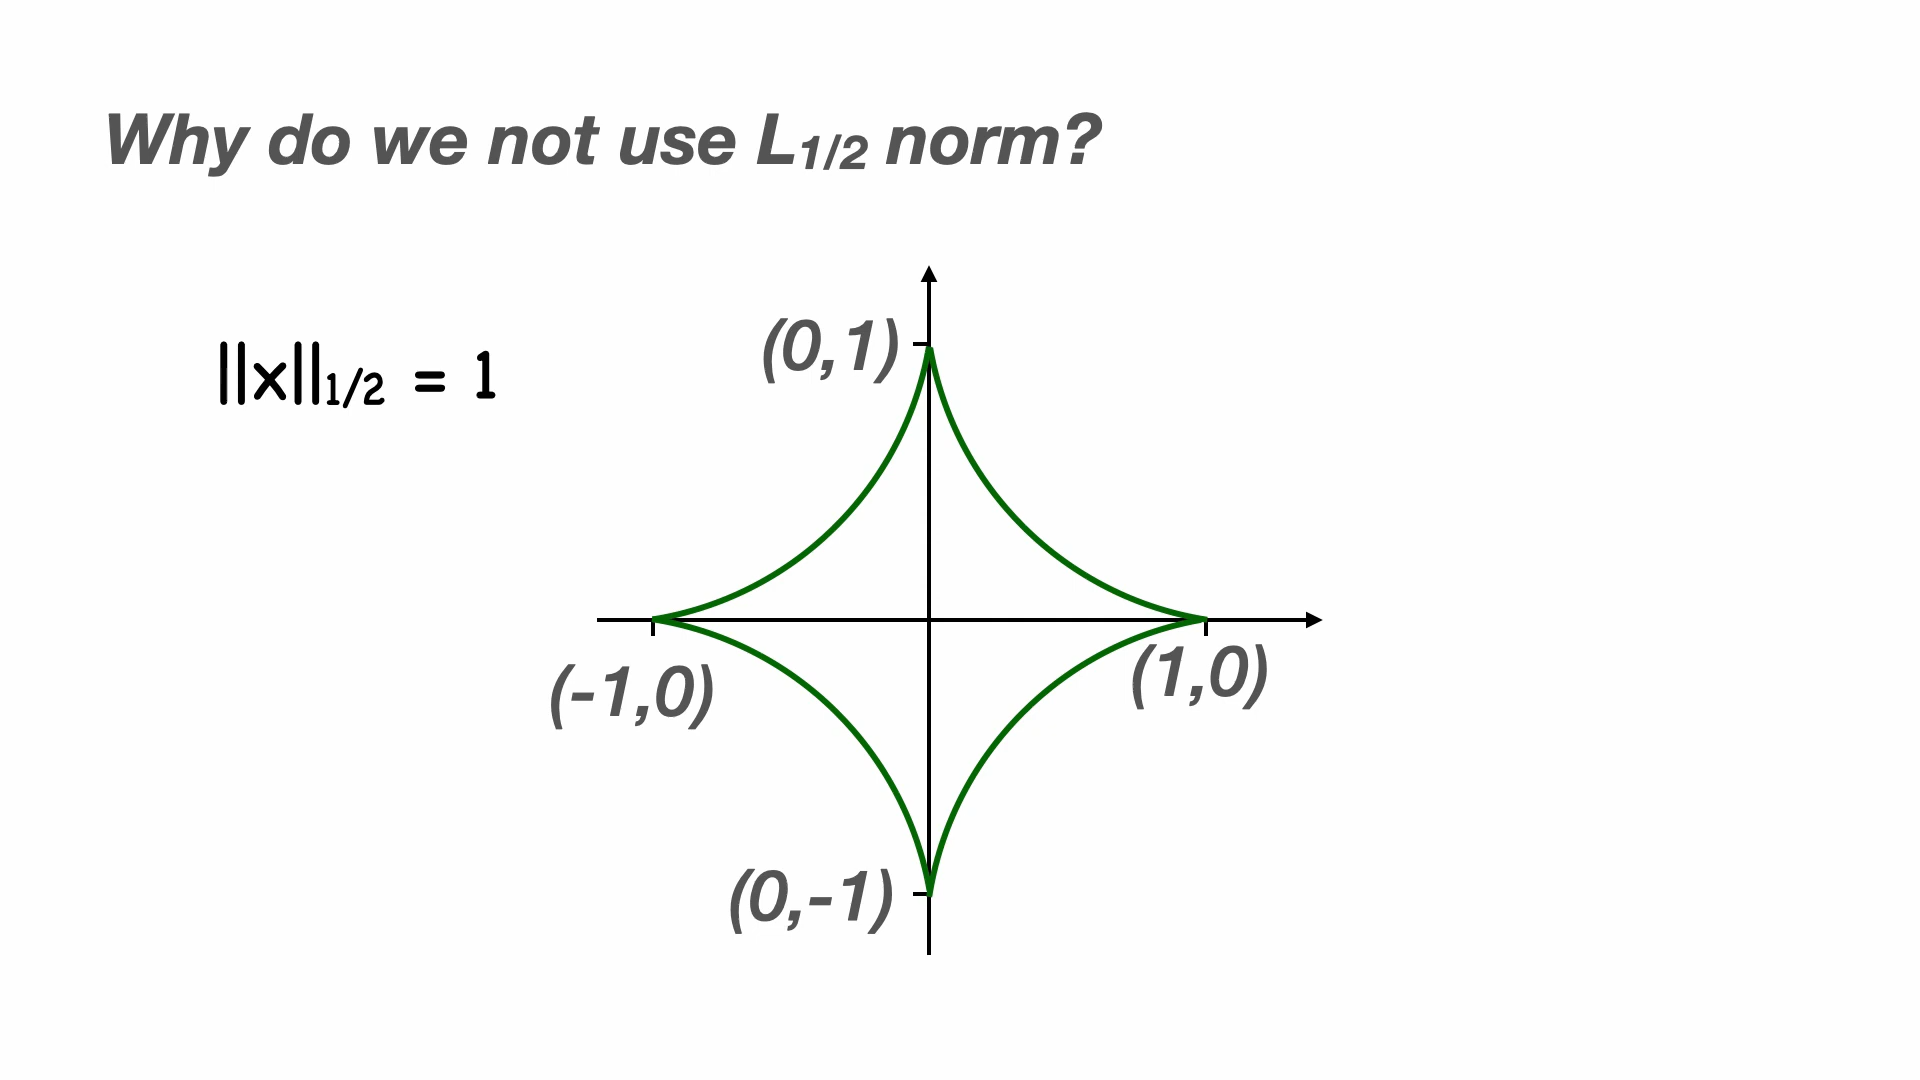 Why do we not use L1/2 norm?
||x||1/2 = 1
(0,1)
(-1,0)
(1,0)
(0,-1)